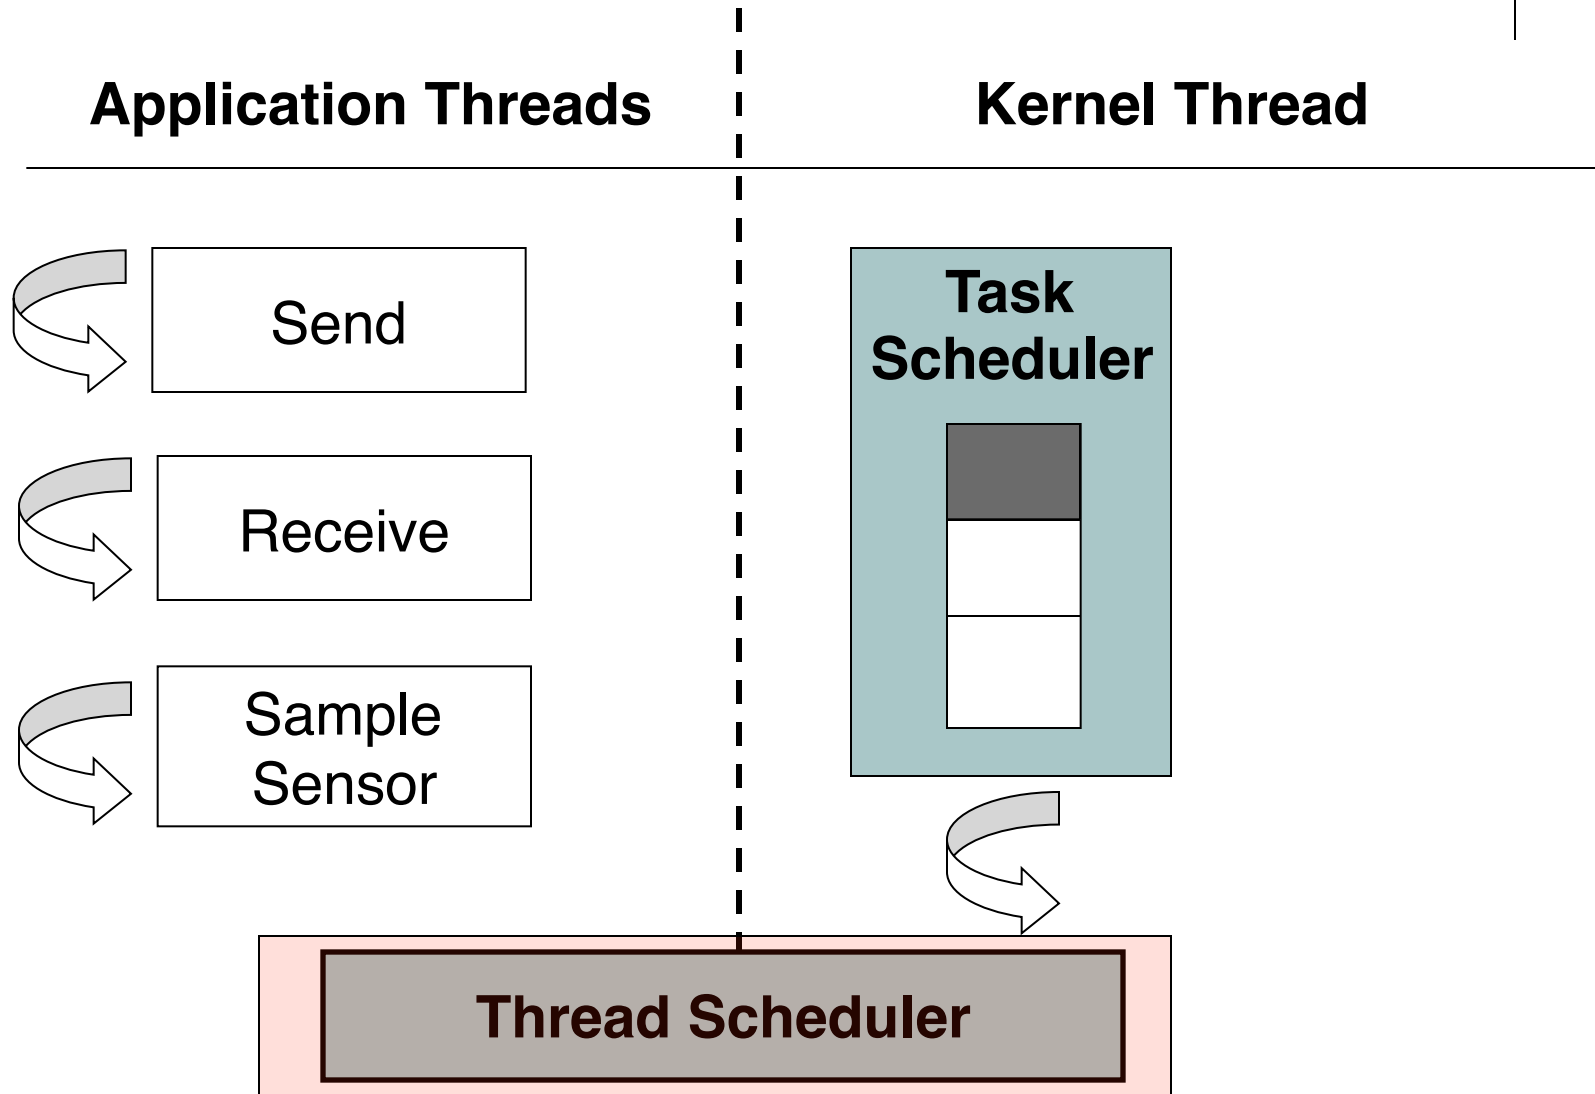 Application Threads
Kernel Thread
Send
Receive
Sample
Sensor
Task
Scheduler
Thread Scheduler